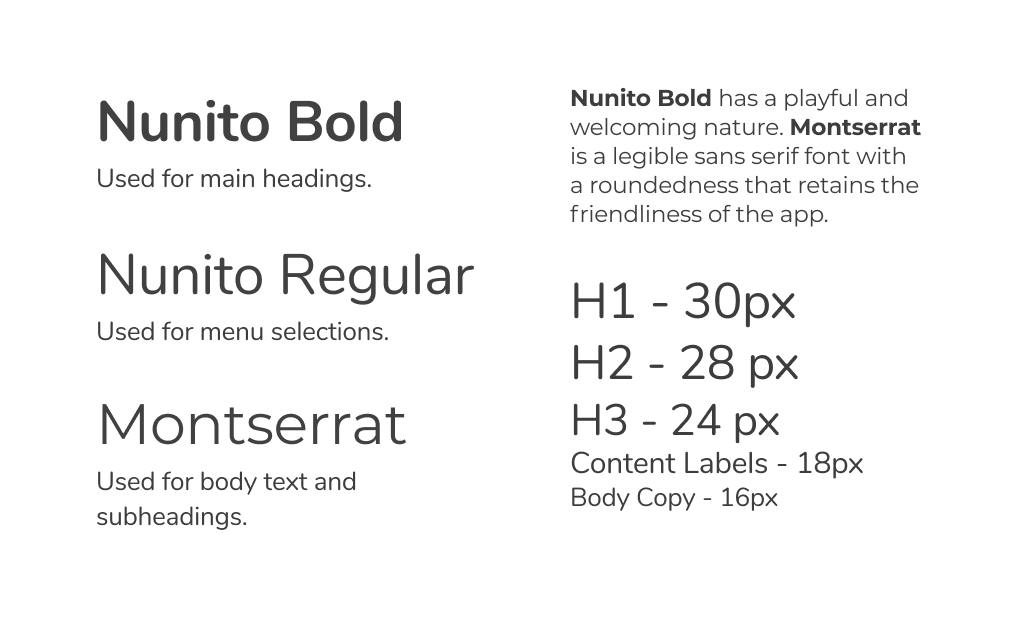 Nunito Bold
Used for main headings.
Nunito Regular
Used for menu selections.
Montserrat
Used for body text and
subheadings.
Nunito Bold has a playful and
welcoming nature. Montserrat
is a legible sans serif font with
a roundedness that retains the
friendliness of the app.
H1 - 30px
H2 - 28 px
H3 - 24 px
Content Labels - 18px
Body Copy - 16px